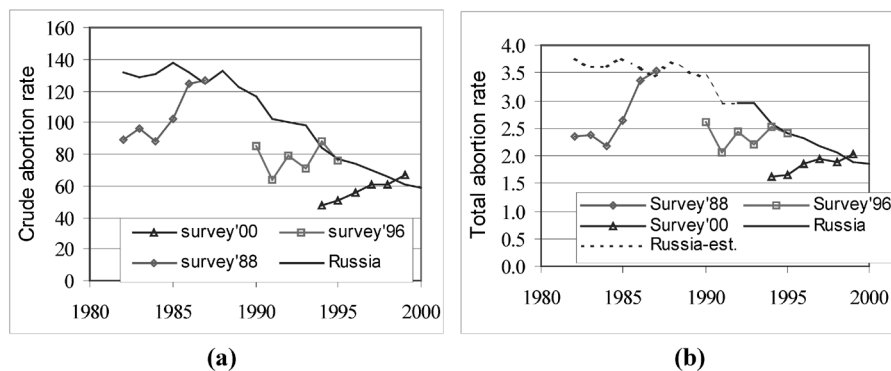 Crude abortion rate
160
140
120
100
80
60
40
20
0
survey'00
survey'96
survey'88
Russia
1980
1985
1990
1995
2000
(a)
Total abortion rate
4.0
3.5
3.0
2.5
2.0
1.5
1.0
0.5
0.0
Survey'88
Survey'96
Survey'00
Russia
Russia-est.
1980
1985
1990
1995
2000
(b)